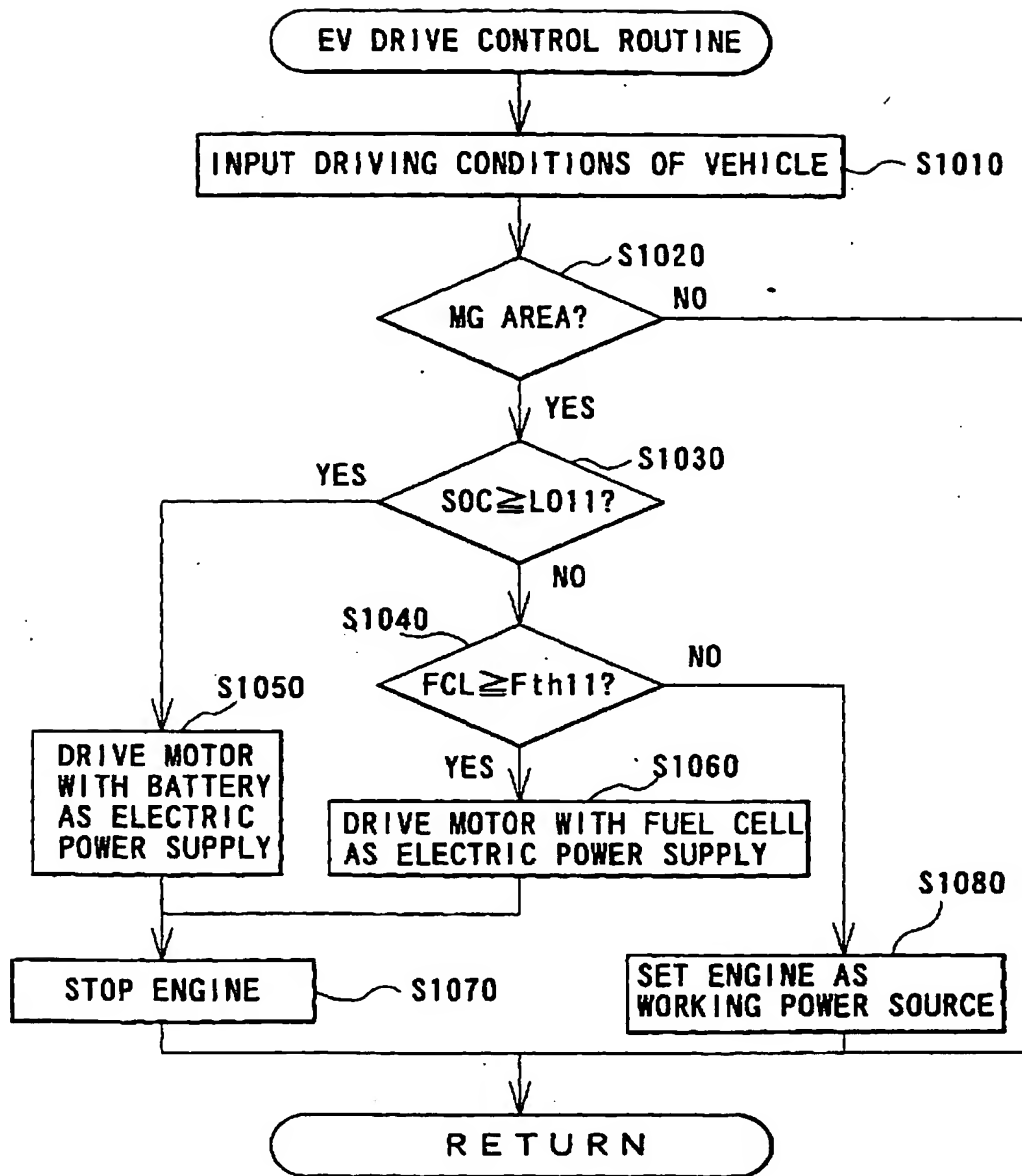 EV DRIVE CONTROL ROUTINE
INPUT DRIVING CONDITIONS OF VEHICLE
S1010
S1020
MG AREA?
NO
YES
S1030
YES
SOC≧LO11?
NO
S1040
FCL≧Fth11?
NO
S1050
DRIVE MOTOR
WITH BATTERY
AS ELECTRIC
POWER SUPPLY
YES
S1060
DRIVE MOTOR WITH FUEL CELL
AS ELECTRIC POWER SUPPLY
S1080
STOP ENGINE
S1070
SET ENGINE AS
WORKING POWER SOURCE
RETURN